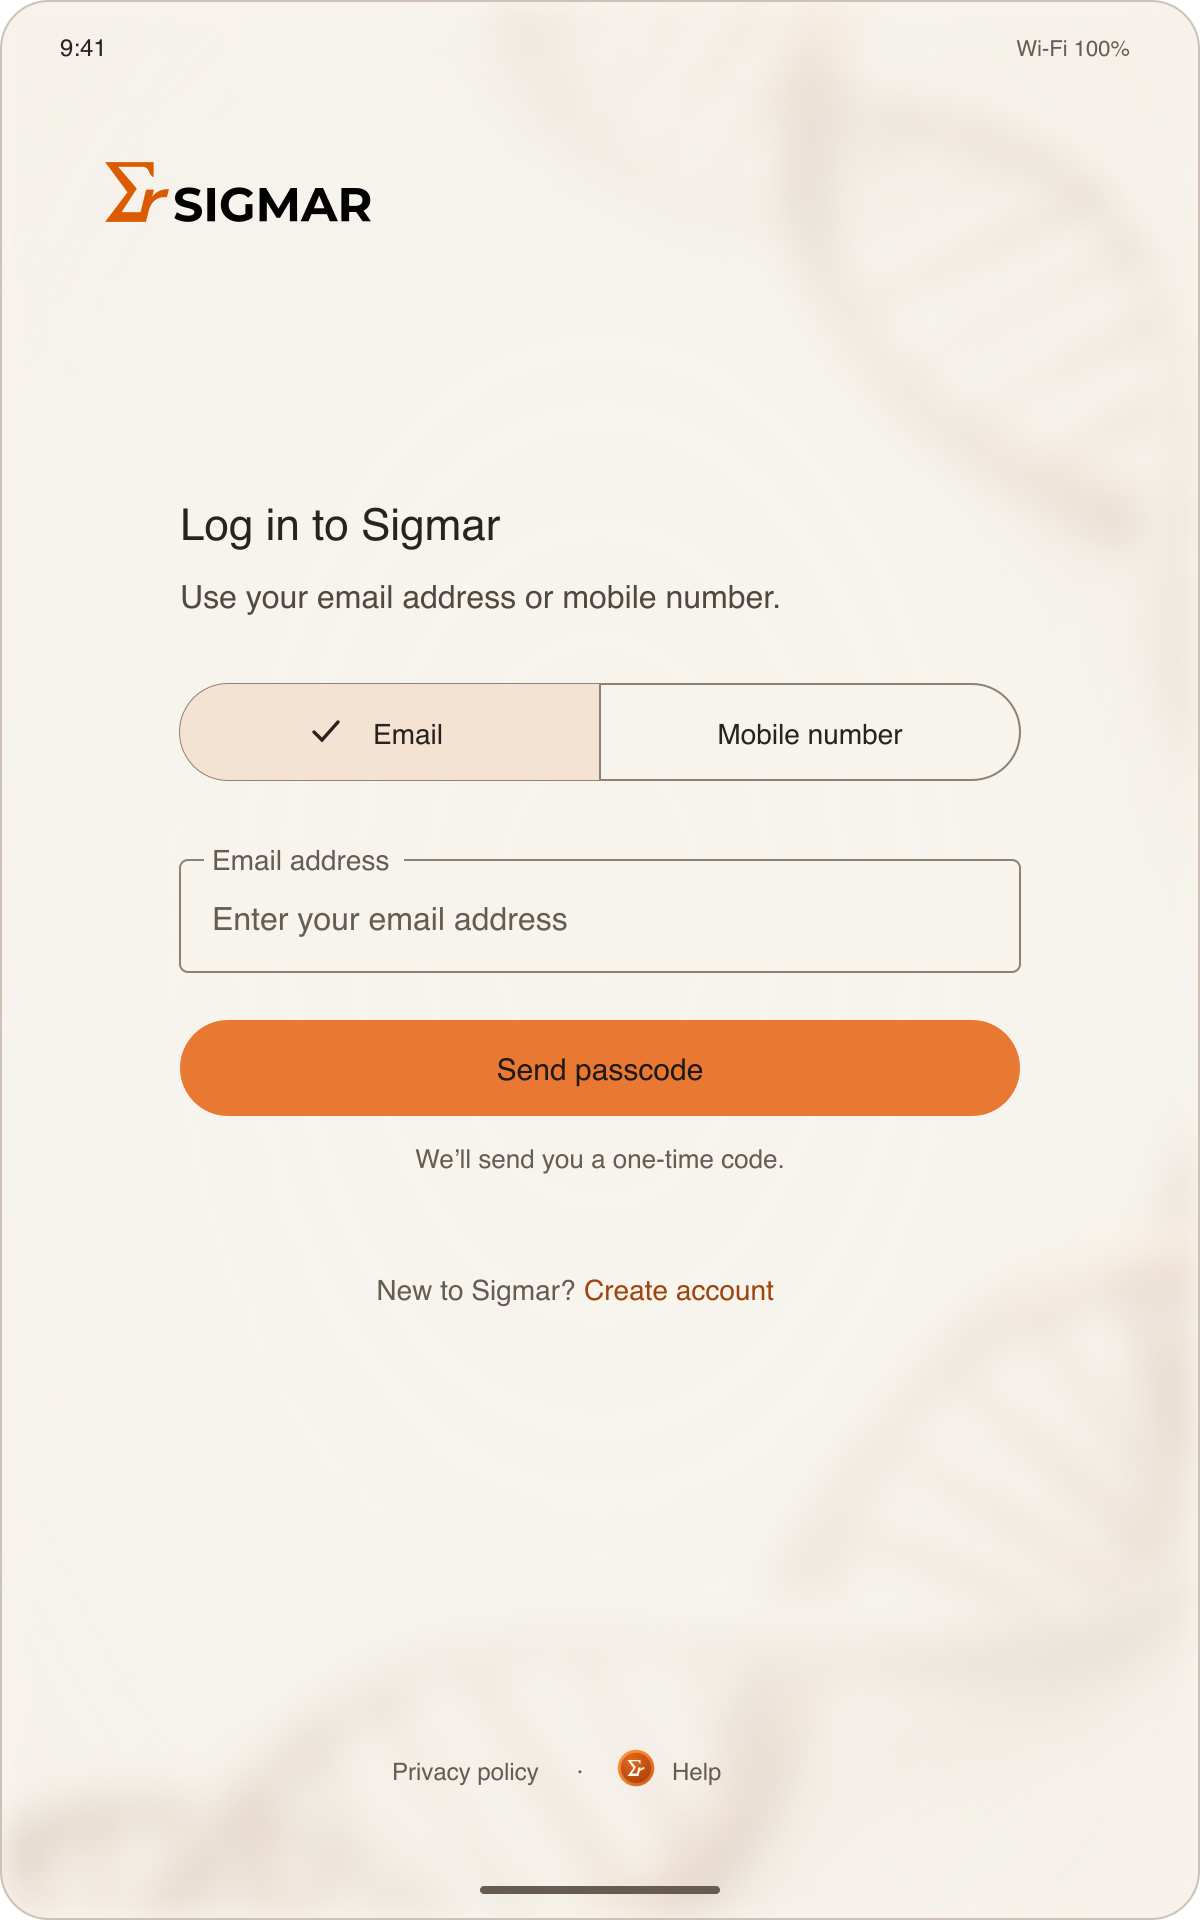 9:41 Wi-Fi 100%
Σr SIGMAR
Log in to Sigmar
Use your email address or mobile number.
Email Mobile number
Email address
Enter your email address
Send passcode
We’ll send you a one-time code.
New to Sigmar? Create account
Privacy policy · Σr Help